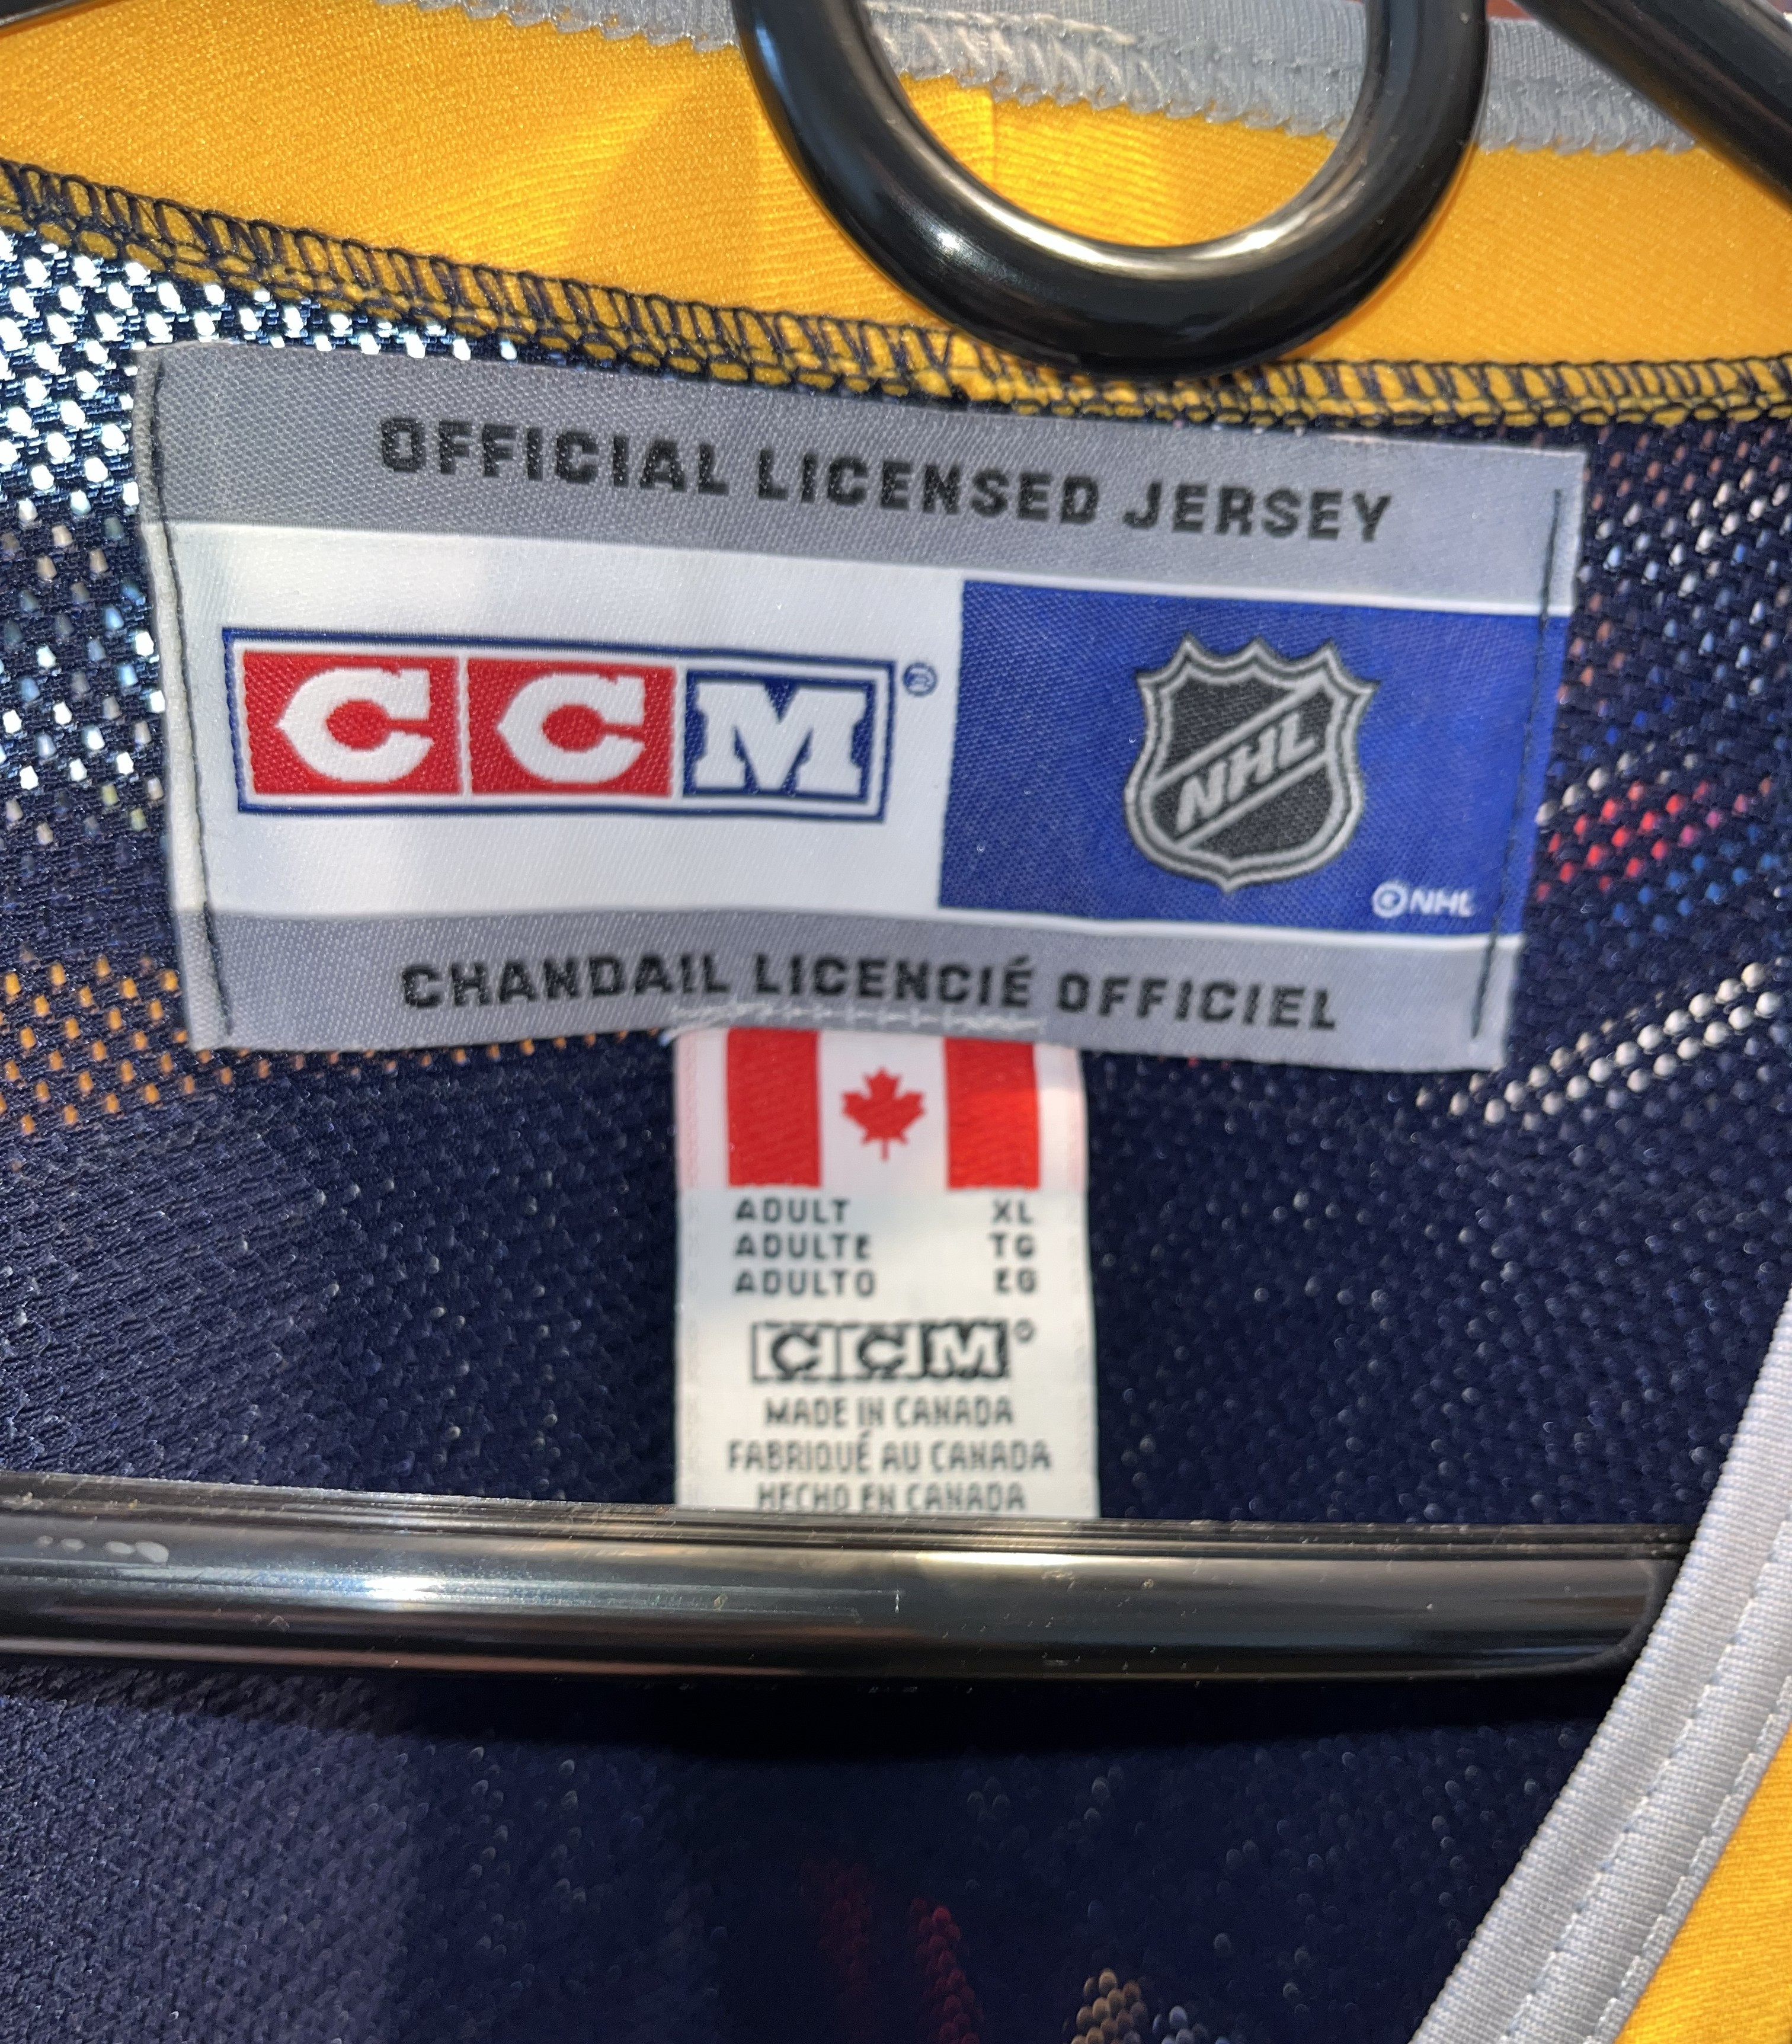 OFFICIAL LICENSED JERSEY
CCM®
NHL
©NHL
CHANDAIL LICENCIÉ OFFICIEL
ADULT XL
ADULTE TG
ADULTO EG
CCM®
MADE IN CANADA
FABRIQUÉ AU CANADA
HECHO EN CANADA